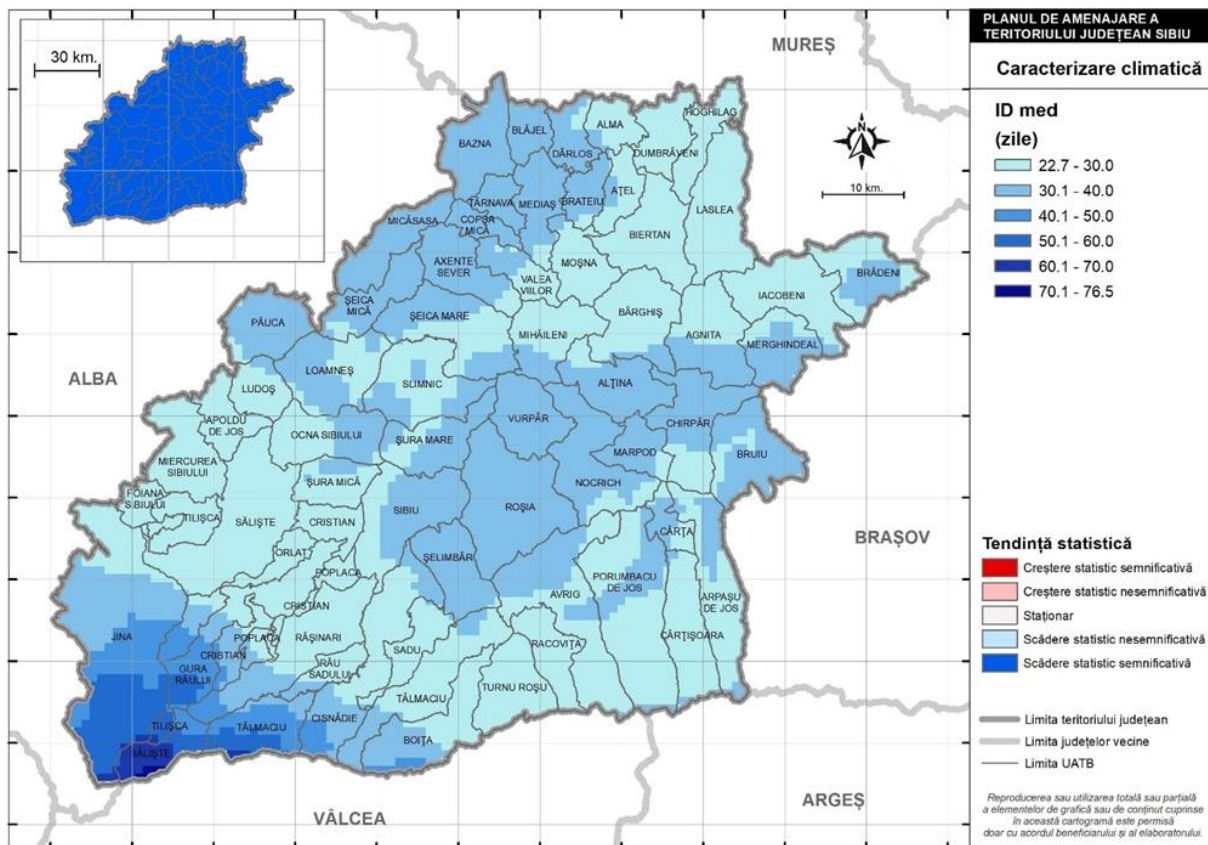 30 km.
MUREȘ
BLĂJEL
ALMA
HOGHILAG
BAZNA
DÂRLOS
DUMBRĂVENI
TÂRNAVA
MEDIAȘ
BRATEIU
AȚEL
LASLEA
MICĂSASA
COPȘA
MICĂ
BIERTAN
AXENTE
SEVER
MOȘNA
VALEA
VIILOR
BRĂDENI
IACOBENI
ȘEICA
MICĂ
ȘEICA MARE
BÂRGHIȘ
PĂUCA
MIHĂILENI
AGNITA
MERGHINDEAL
ALBA
LOAMNEȘ
SLIMNIC
ALȚINA
LUDOȘ
VURPĂR
CHIRPĂR
APOLDU
DE JOS
OCNA SIBIULUI
ȘURA MARE
MARPOD
BRUIU
MIERCUREA
SIBIULUI
ȘURA MICĂ
NOCRICH
SIBIULUI
TILIȘCA
SĂLIȘTE
CRISTIAN
SIBIU
ROȘIA
CÂRȚA
BRAȘOV
ORLAT
ȘELIMBĂR
POPLACA
PORUMBACU
DE JOS
AVRIG
ARPAȘU
DE JOS
CRISTIAN
JINA
POPLACA
RĂȘINARI
CÂRȚIȘOARA
CRISTIAN
SADU
RACOVIȚA
GURA
RÂULUI
RÂU
SADULUI
TĂLMACIU
TURNU ROȘU
TILIȘCA
TĂLMACIU
CISNĂDIE
BOIȚA
SĂLIȘTE
VÂLCEA
ARGEȘ
N
10 km.
PLANUL DE AMENAJARE A
TERITORIULUI JUDEȚEAN SIBIU
Caracterizare climatică
ID med
(zile)
22.7 - 30.0
30.1 - 40.0
40.1 - 50.0
50.1 - 60.0
60.1 - 70.0
70.1 - 76.5
Tendință statistică
Creștere statistic semnificativă
Creștere statistic nesemnificativă
Staționar
Scădere statistic nesemnificativă
Scădere statistic semnificativă
Limita teritoriului județean
Limita județelor vecine
Limita UATB
Reproducerea sau utilizarea totală sau parțială
a elementelor de grafică sau de conținut cuprinse
în această cartogramă este permisă
doar cu acordul beneficiarului și al elaboratorului.